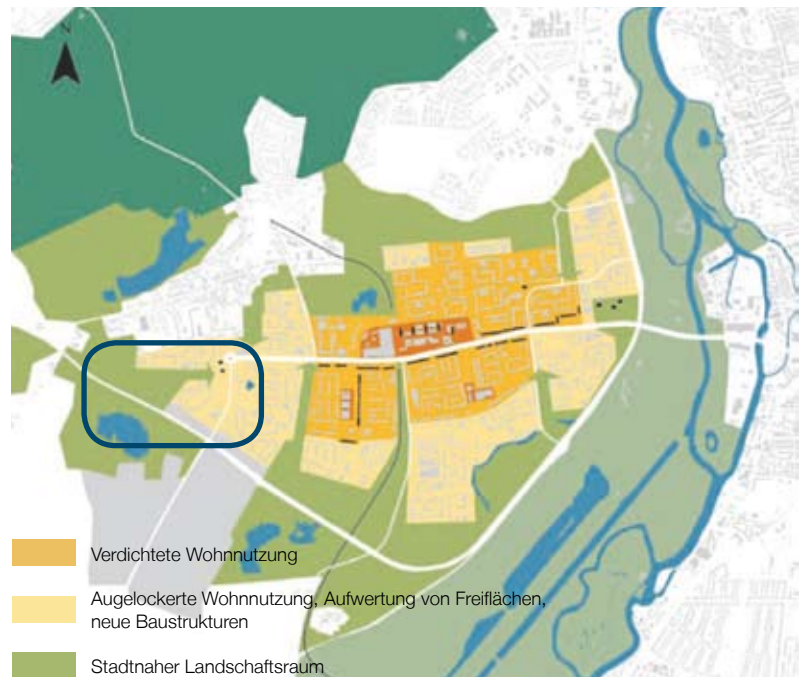 N
Verdichtete Wohnnutzung
Augelockerte Wohnnutzung, Aufwertung von Freiflächen,
neue Baustrukturen
Stadtnaher Landschaftsraum